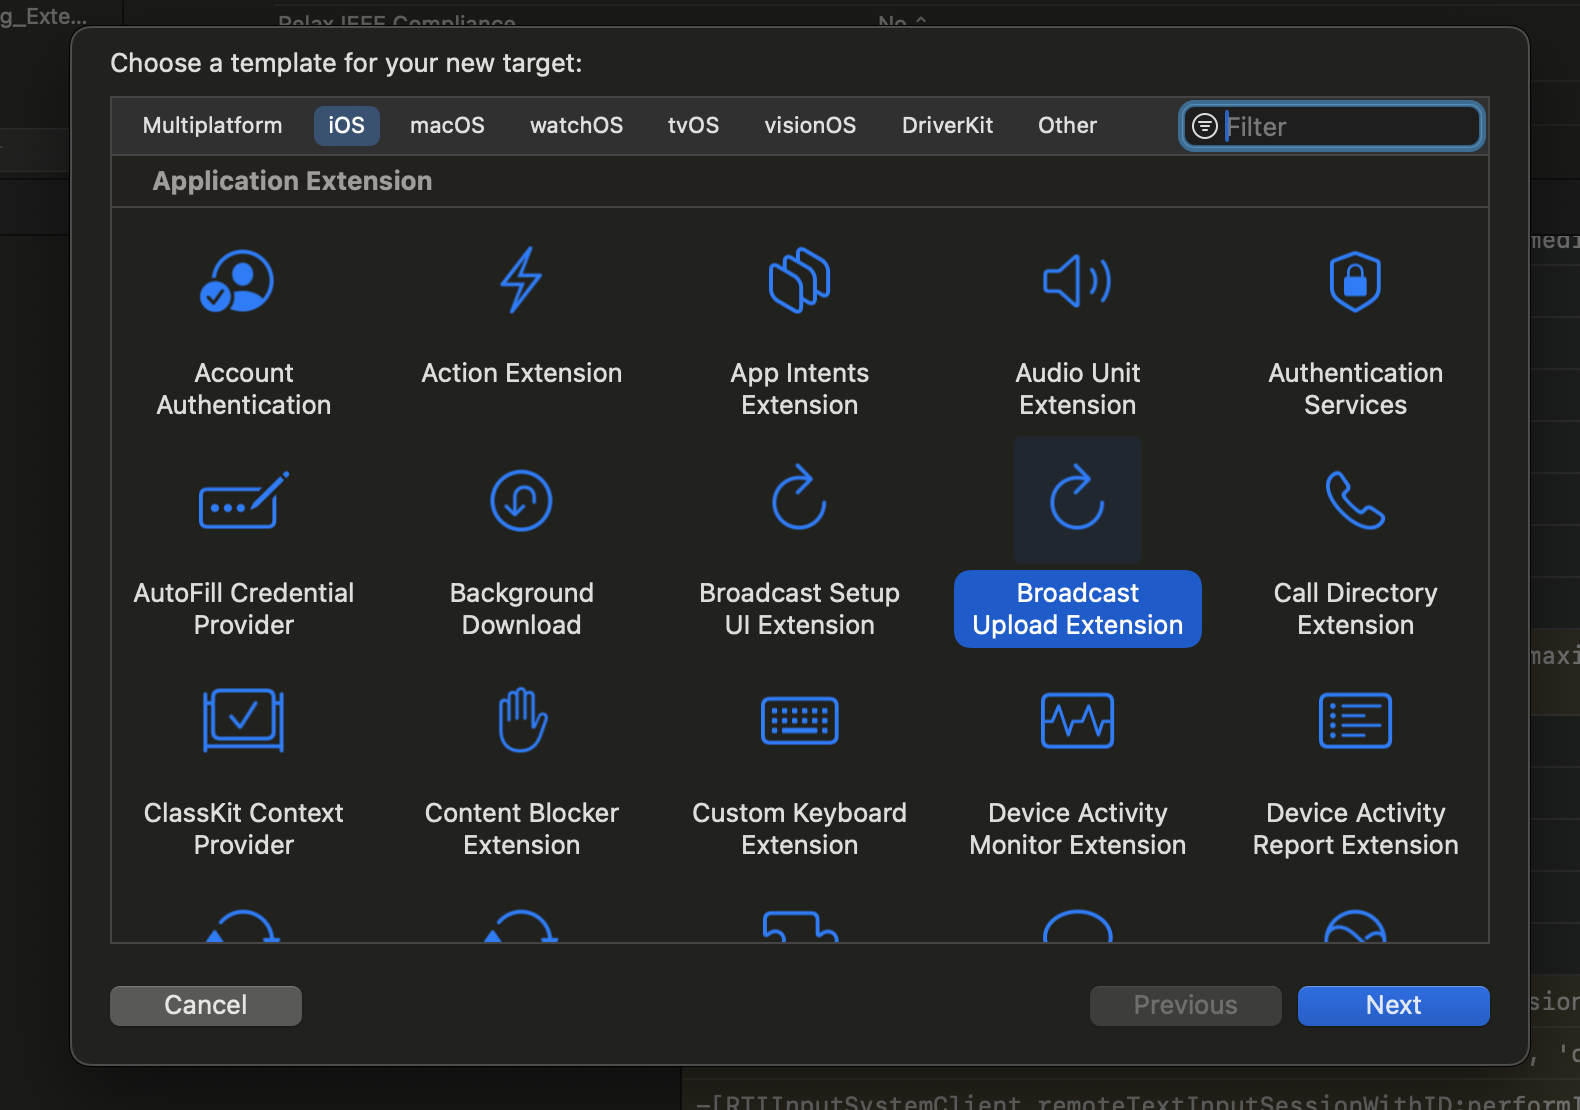 g_Exte...
Relax IEEE Compliance
No
Choose a template for your new target:
Multiplatform iOS macOS watchOS tvOS visionOS DriverKit Other
Filter
Application Extension
Account
Authentication
Action Extension
App Intents
Extension
Audio Unit
Extension
Authentication
Services
AutoFill Credential
Provider
Background
Download
Broadcast Setup
UI Extension
Broadcast
Upload Extension
Call Directory
Extension
ClassKit Context
Provider
Content Blocker
Extension
Custom Keyboard
Extension
Device Activity
Monitor Extension
Device Activity
Report Extension
Cancel
Previous
Next
medi
maxi
sion
, 'c
-[RTIInputSystemClient remoteTextInputSessionWithID:perform